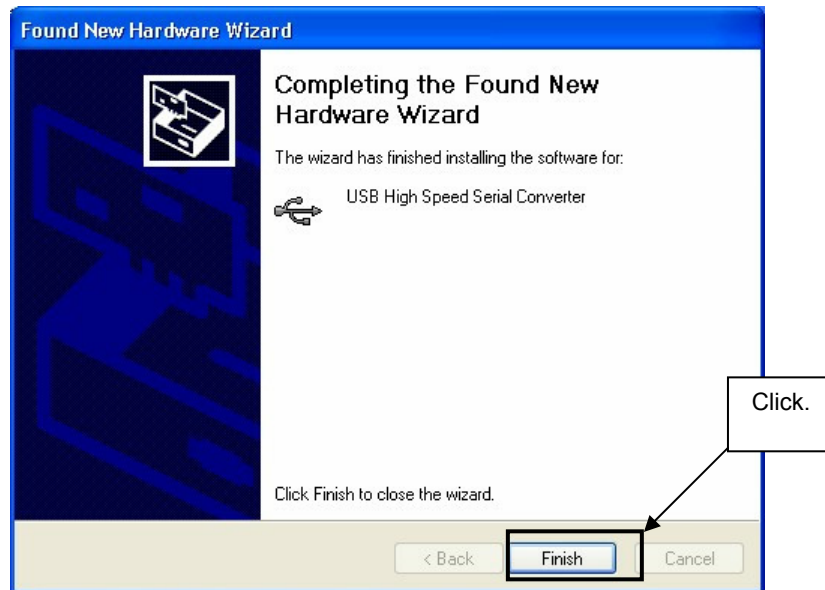 Found New Hardware Wizard
Completing the Found New
Hardware Wizard
The wizard has finished installing the software for:
USB High Speed Serial Converter
Click.
Click Finish to close the wizard.
< Back
Finish
Cancel